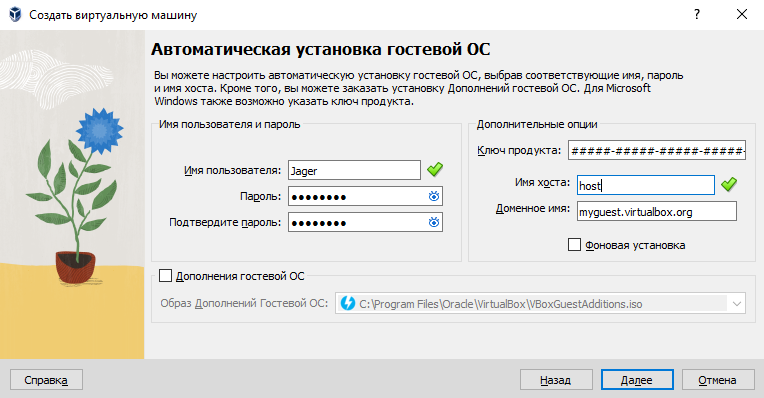 Создать виртуальную машину
?
Автоматическая установка гостевой ОС
Вы можете настроить автоматическую установку гостевой ОС, выбрав соответствующие имя, пароль
и имя хоста. Кроме того, вы можете заказать установку Дополнений гостевой ОС. Для Microsoft
Windows также возможно указать ключ продукта.
Имя пользователя и пароль
Имя пользователя: Jager
Пароль: ●●●●●●●●
Подтвердите пароль: ●●●●●●●●
Дополнительные опции
Ключ продукта: #####-#####-#####-#####-
Имя хоста: host
Доменное имя: myguest.virtualbox.org
Фоновая установка
Дополнения гостевой ОС
Образ Дополнений Гостевой ОС: C:\Program Files\Oracle\VirtualBox\VBoxGuestAdditions.iso
Справка
Назад
Далее
Отмена